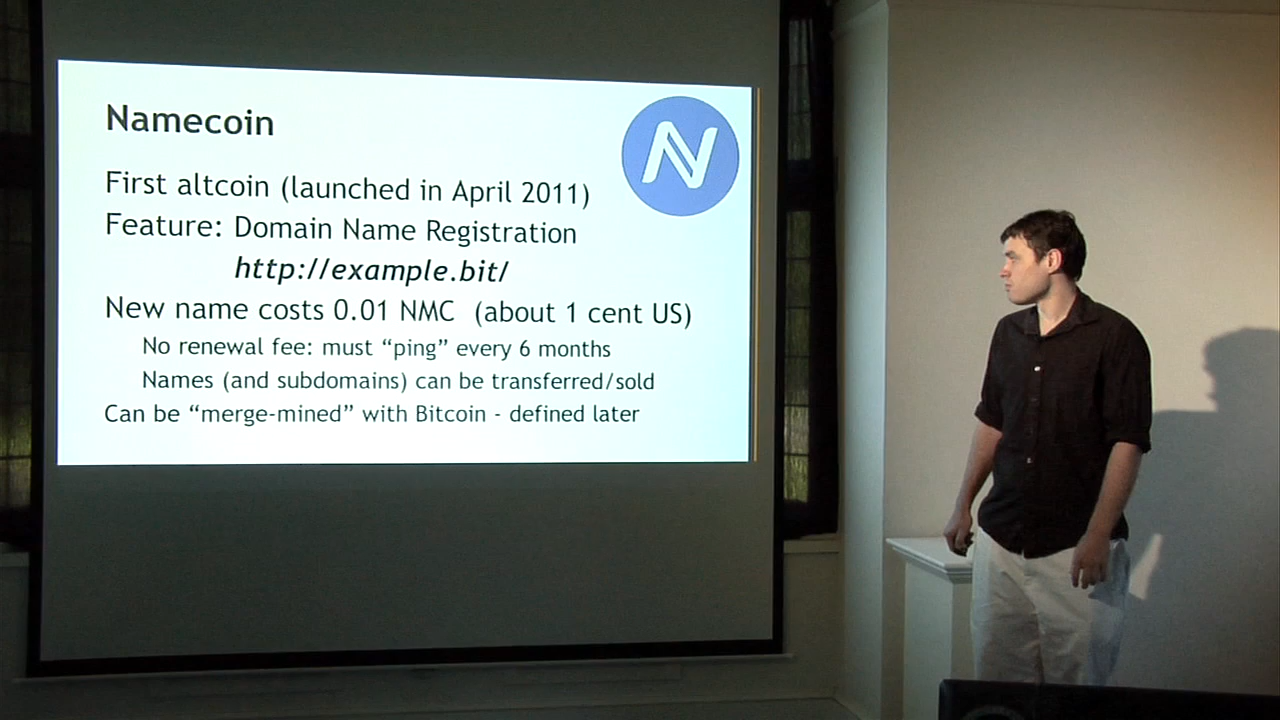 Namecoin
First altcoin (launched in April 2011)
Feature: Domain Name Registration
http://example.bit/
New name costs 0.01 NMC (about 1 cent US)
No renewal fee: must “ping” every 6 months
Names (and subdomains) can be transferred/sold
Can be “merge-mined” with Bitcoin - defined later